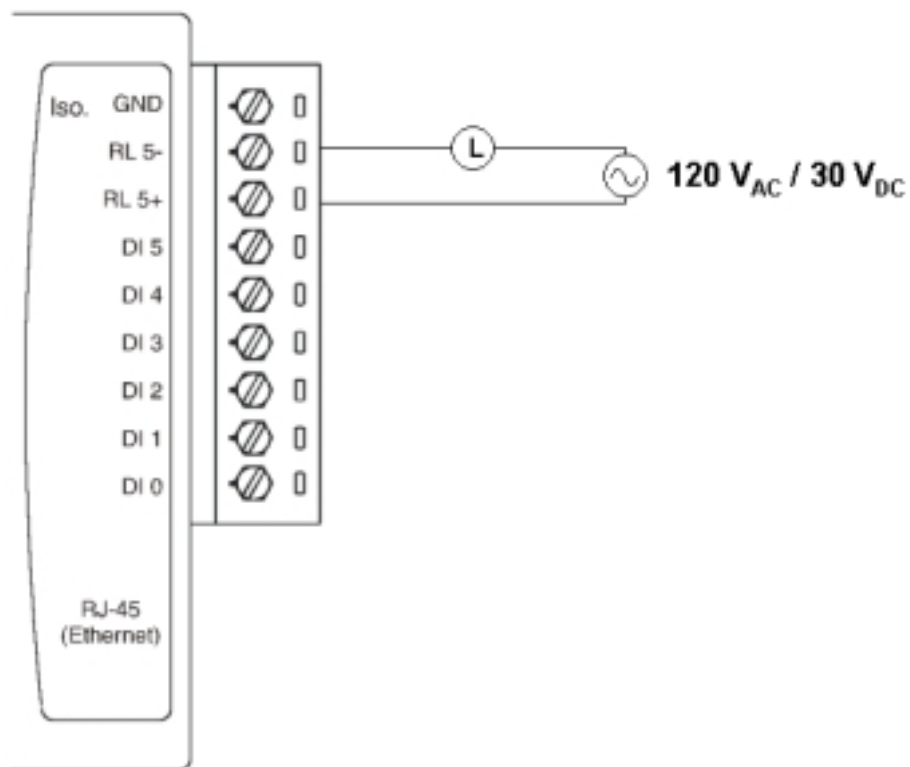 Iso. GND
RL 5-
L
RL 5+
120 VAC / 30 VDC
DI 5
DI 4
DI 3
DI 2
DI 1
DI 0
RJ-45
(Ethernet)